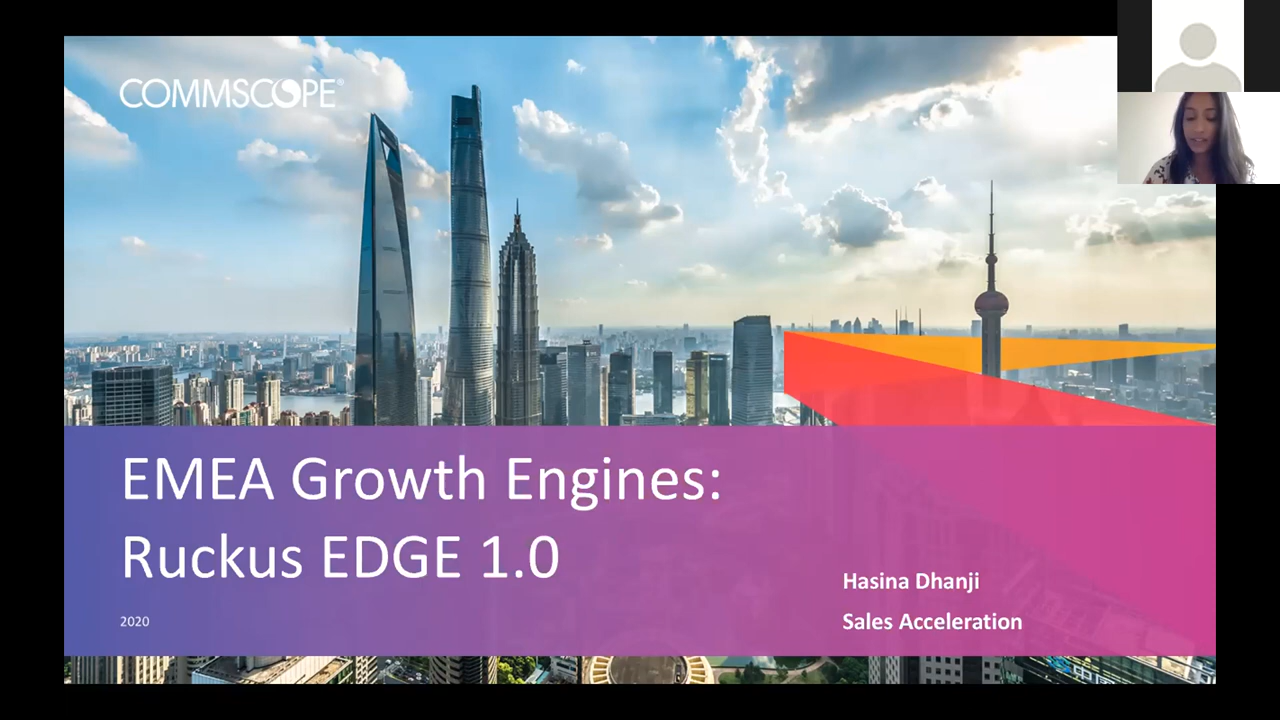 COMMSCOPE®
EMEA Growth Engines:
Ruckus EDGE 1.0
2020
Hasina Dhanji
Sales Acceleration